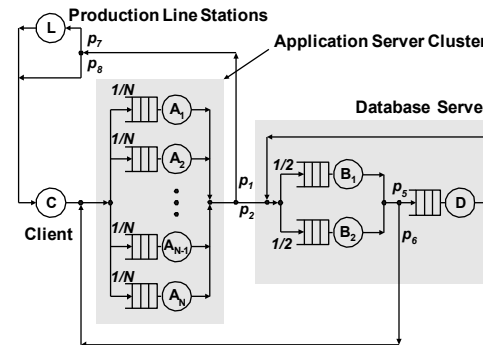 Production Line Stations
L
p7
p8
Application Server Cluster
1/N
A1
1/N
A2
Database Serve
1/N
AN-1
1/N
AN
C
Client
p1
p2
1/2
B1
1/2
B2
p5
p6
D